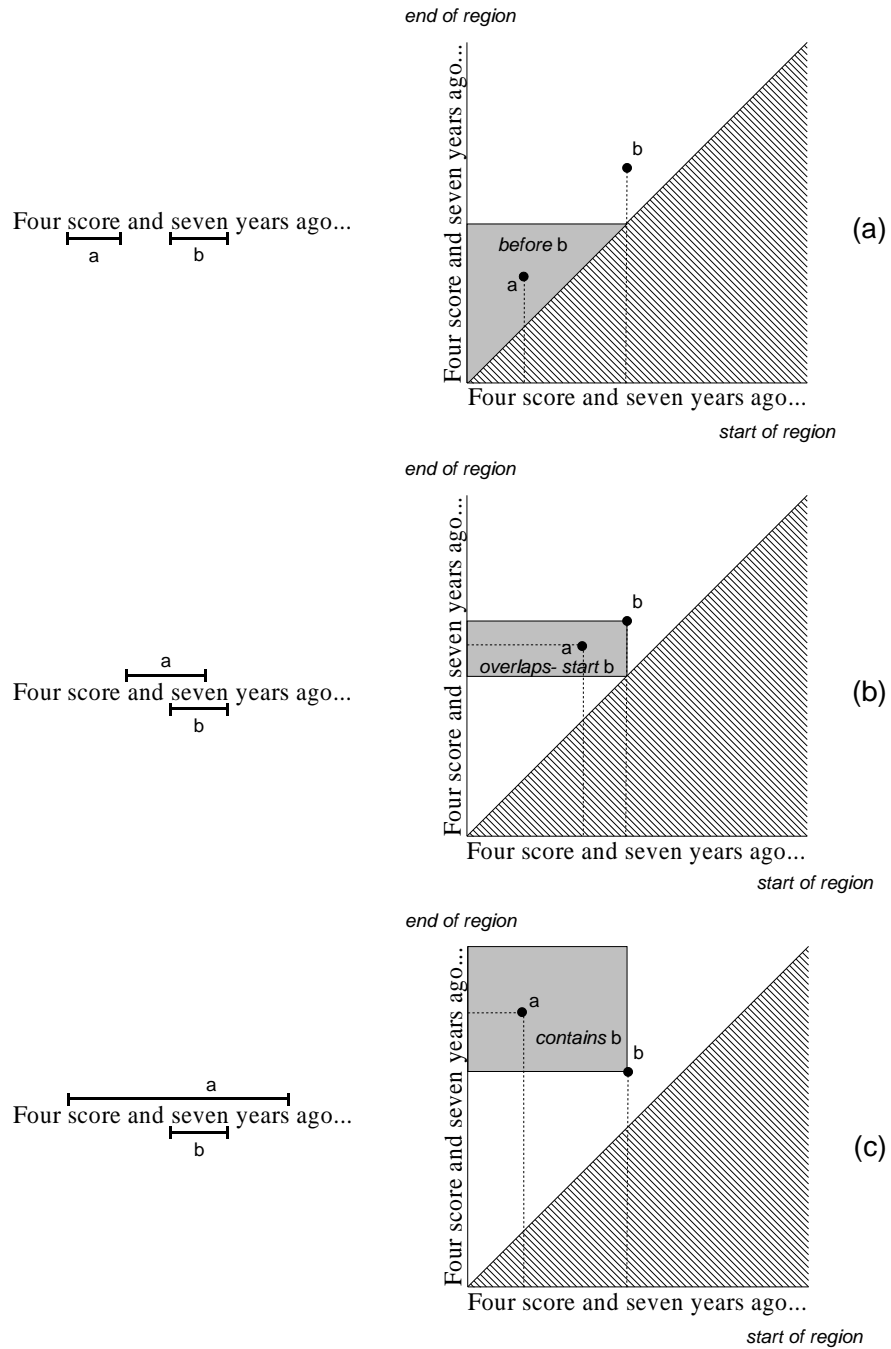 end of region
Four score and seven years ago...
b
before b
a
Four score and seven years ago...
a
b
(a)
Four score and seven years ago...
start of region
end of region
Four score and seven years ago...
b
a
overlaps- start b
a
Four score and seven years ago...
b
(b)
Four score and seven years ago...
start of region
end of region
Four score and seven years ago...
a
contains b
b
a
Four score and seven years ago...
b
(c)
Four score and seven years ago...
start of region